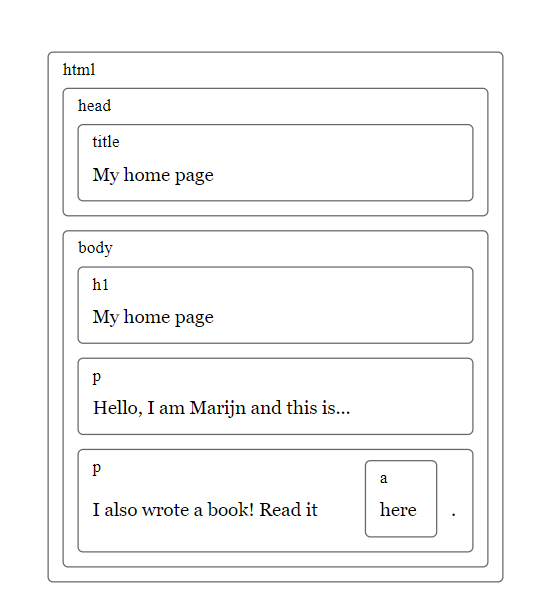 html
head
title
My home page
body
h1
My home page
p
Hello, I am Marijn and this is...
p
a
I also wrote a book! Read it here .